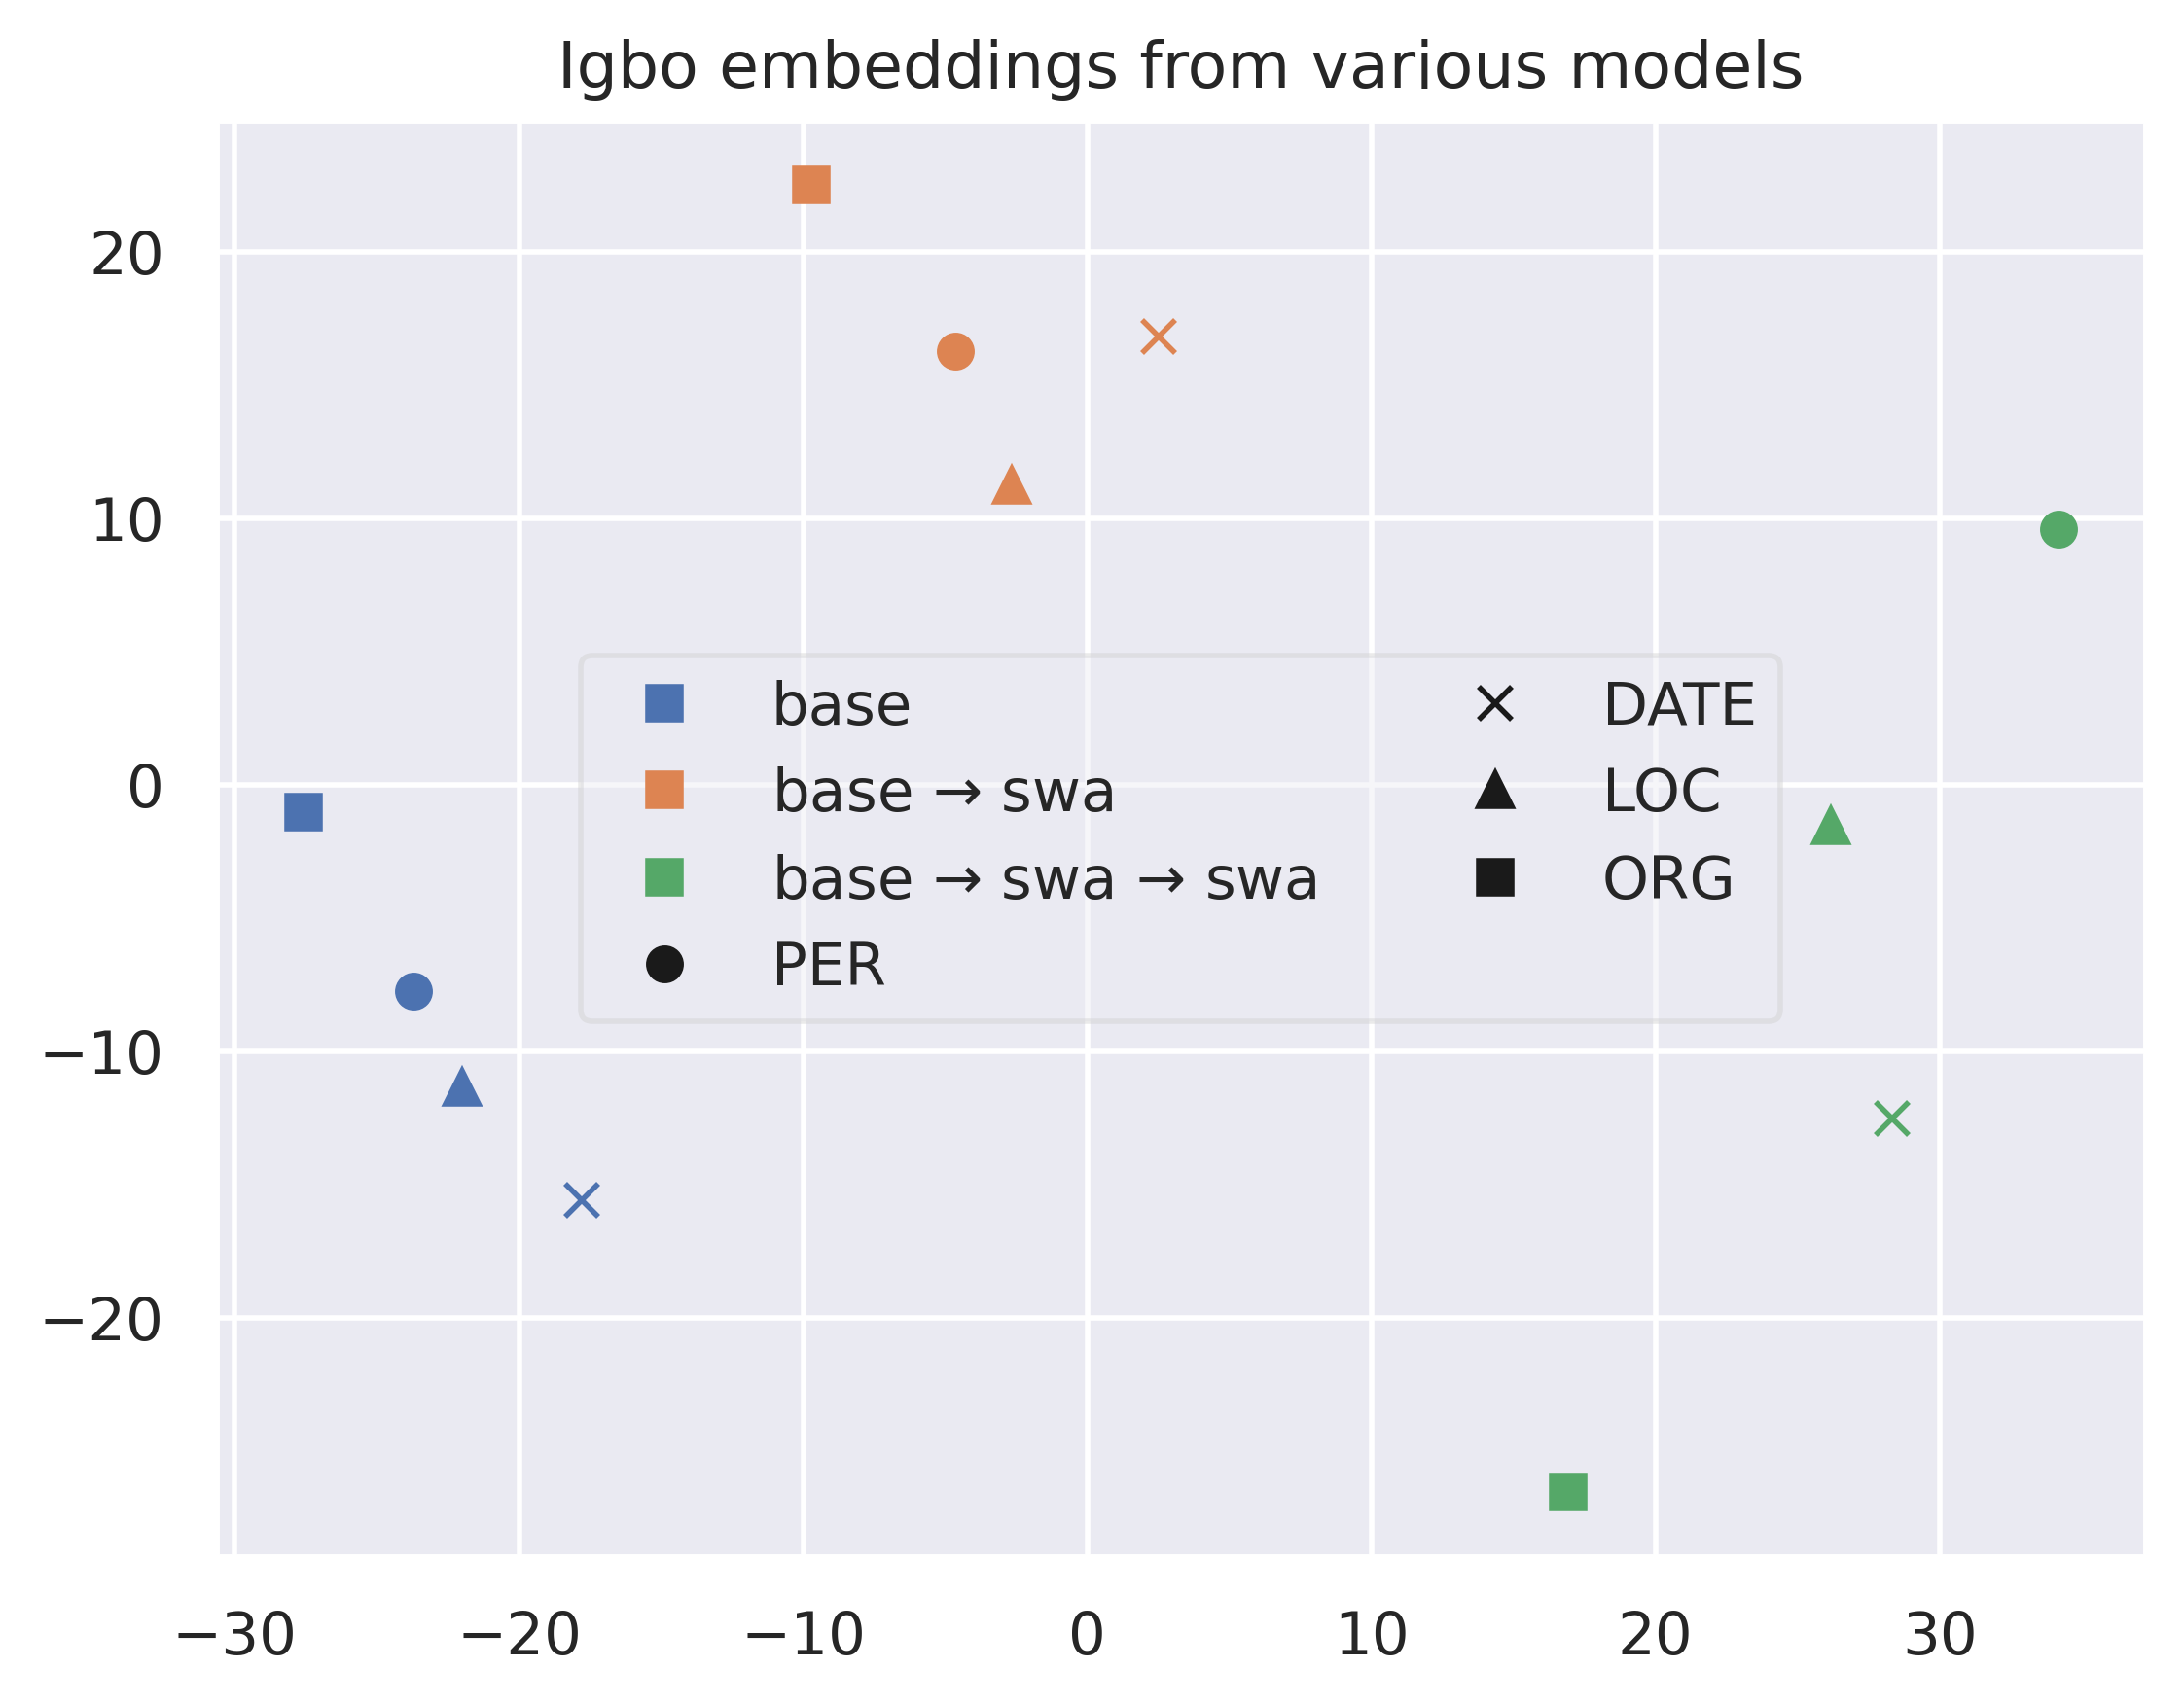 Igbo embeddings from various models
20
10
0
−10
−20
base
base → swa
base → swa → swa
PER
DATE
LOC
ORG
−30 −20 −10 0 10 20 30